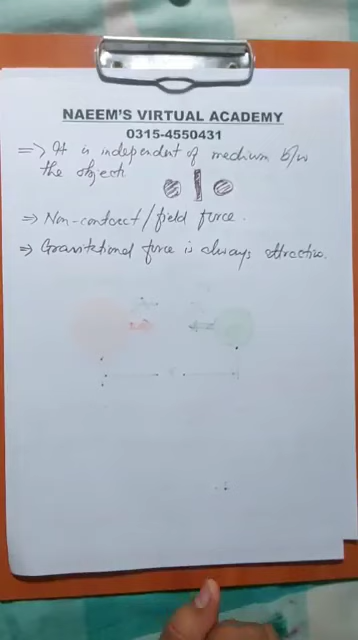 NAEEM'S VIRTUAL ACADEMY
0315-4550431
=> It is independent of medium b/w
the objects
=> Non-contact/field force.
=> Gravitational force is always attractive.